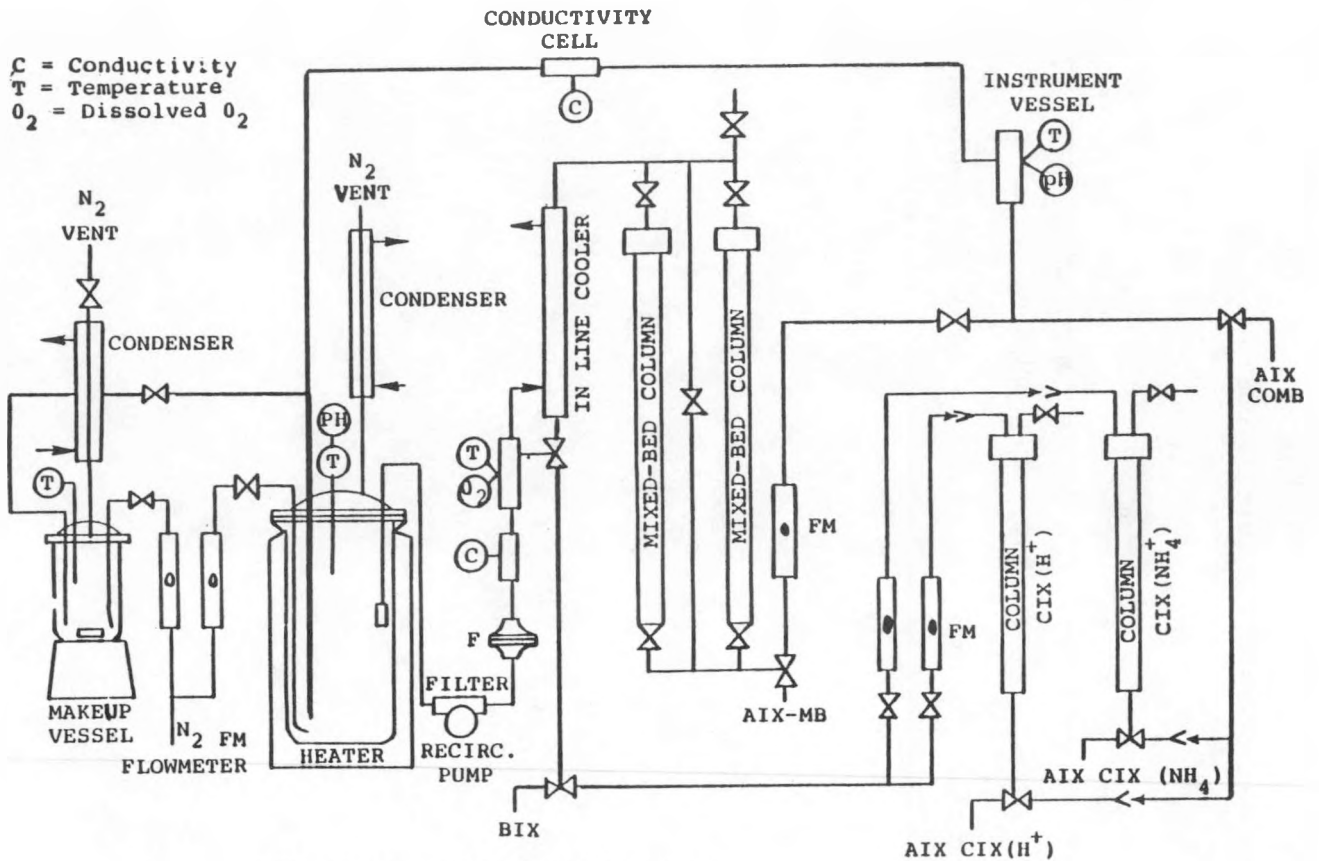 CONDUCTIVITY
CELL
C = Conductivity
T = Temperature
O2 = Dissolved O2
C
INSTRUMENT
VESSEL
T
pH
N2
VENT
N2
VENT
CONDENSER
CONDENSER
IN LINE COOLER
MIXED-BED COLUMN
MIXED-BED COLUMN
AIX
COMB
PH
T
T
T
O2
C
FM
FM
COLUMN
CIX(H+)
COLUMN
CIX(NH4+)
F
FILTER
RECIRC.
PUMP
MAKEUP
VESSEL
N2 FM
FLOWMETER
HEATER
AIX-MB
AIX CIX (NH4)
BIX
AIX CIX(H+)